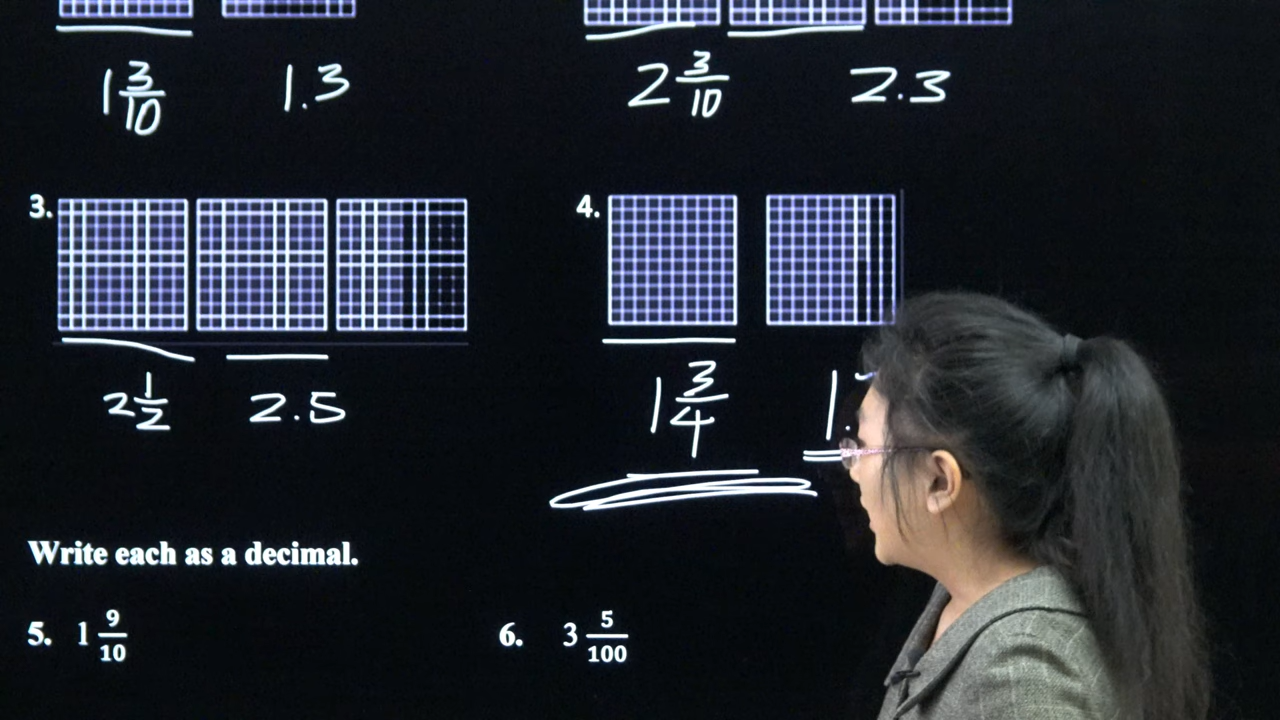 1 3/10 1.3 2 3/10 2.3
3. 4.
2 1/2 2.5 1 3/4 1.
Write each as a decimal.
5. 1 9/10 6. 3 5/100